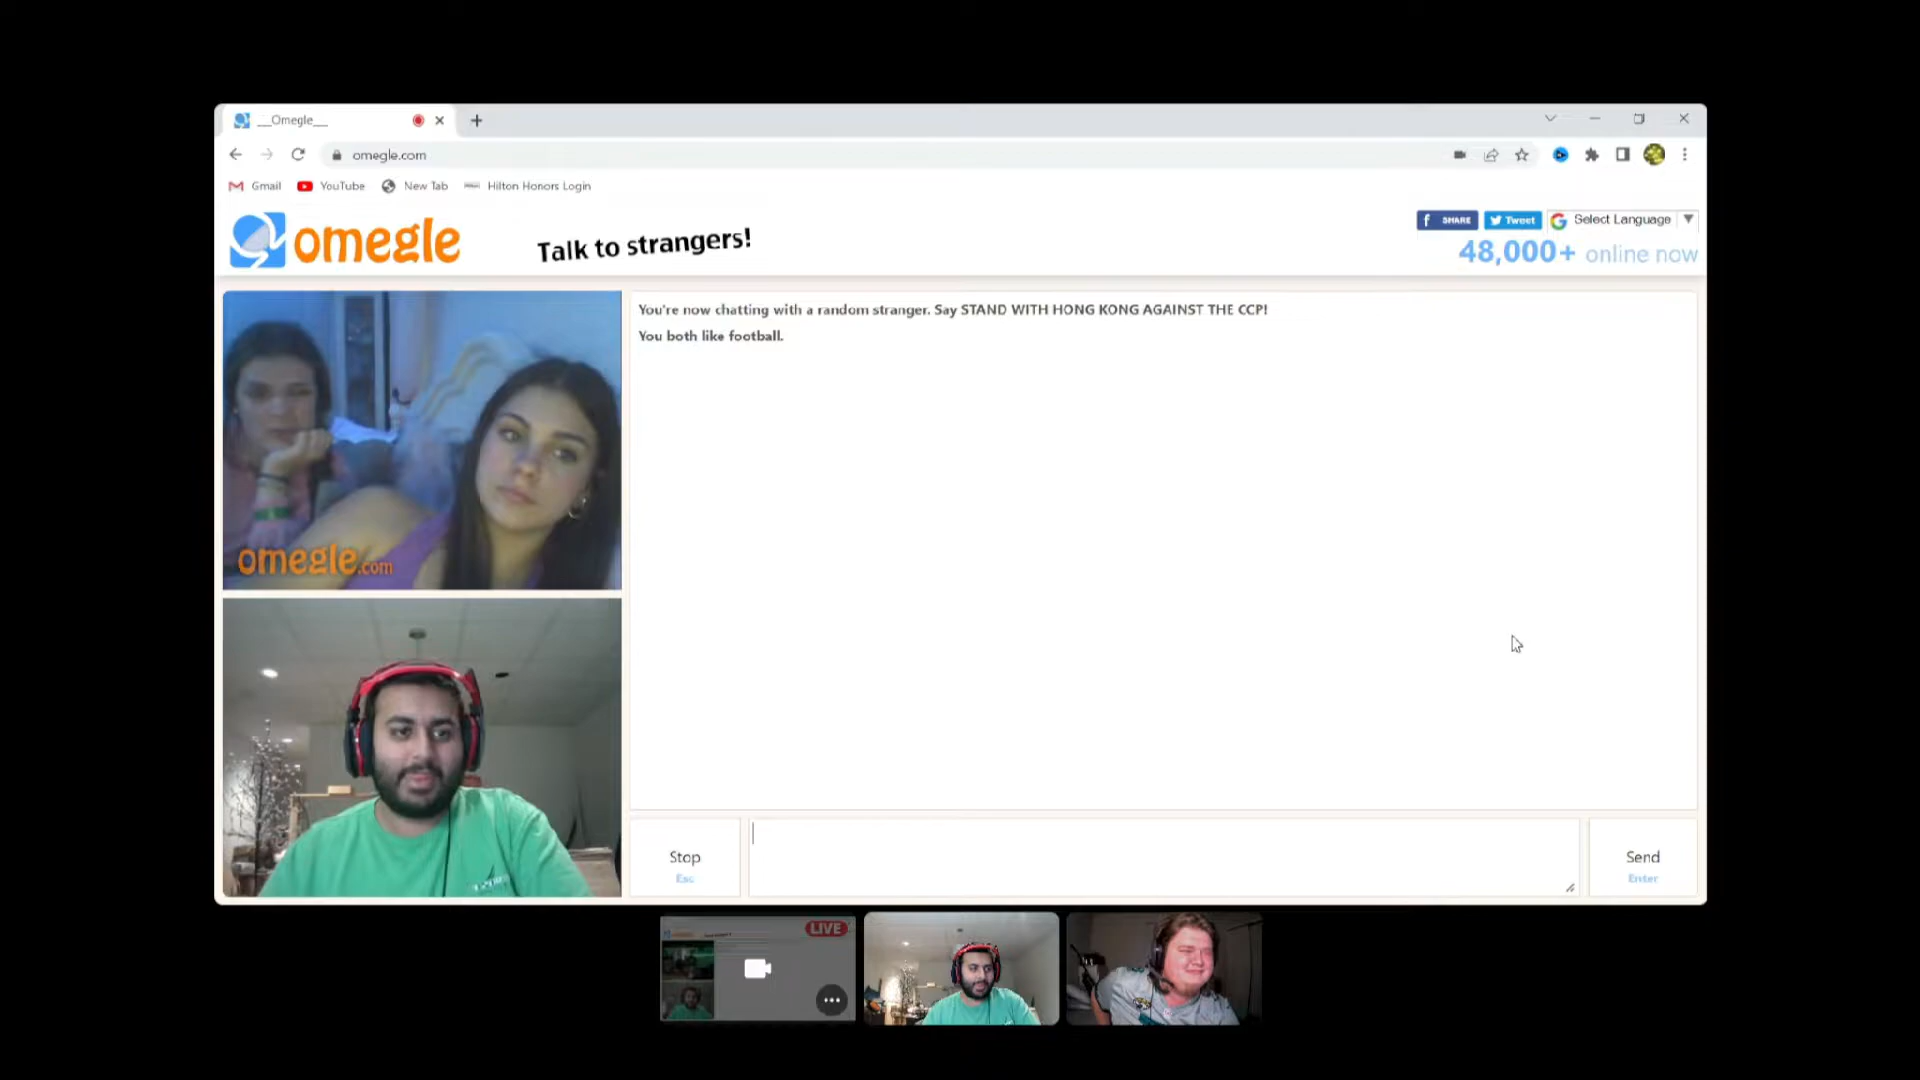 __Omegle__
omegle.com
Gmail YouTube New Tab Hilton Honors Login
omegle Talk to strangers!
SHARE Tweet Select Language
48,000+ online now
You're now chatting with a random stranger. Say STAND WITH HONG KONG AGAINST THE CCP!
You both like football.
omegle.com
Stop
Esc
Send
Enter
LIVE